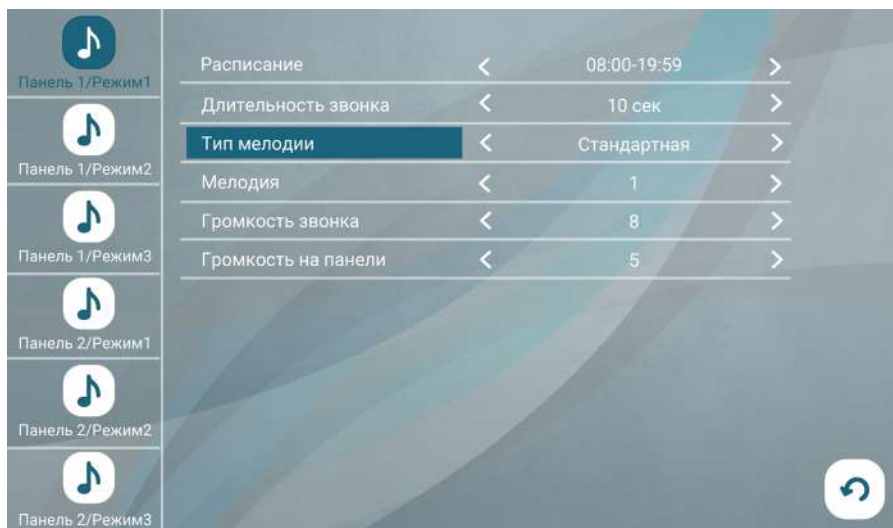 Панель 1/Режим1
Панель 1/Режим2
Панель 1/Режим3
Панель 2/Режим1
Панель 2/Режим2
Панель 2/Режим3
Расписание 08:00-19:59
Длительность звонка 10 сек
Тип мелодии Стандартная
Мелодия 1
Громкость звонка 8
Громкость на панели 5